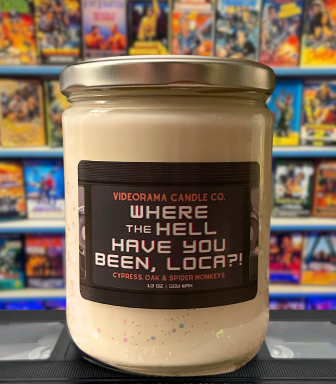 VIDEORAMA CANDLE CO.
WHERE
THE HELL
HAVE YOU
BEEN, LOCA?!
CYPRESS, OAK & SPIDER MONKEYS